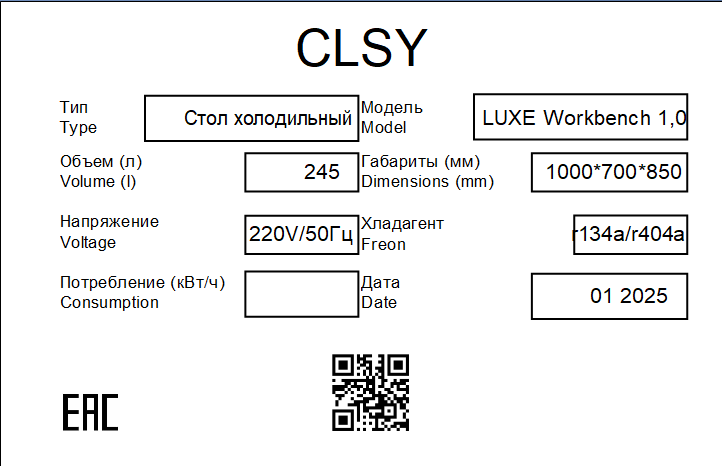 CLSY
Тип
Type
Стол холодильный
Модель
Model
LUXE Workbench 1,0
Объем (л)
Volume (l)
245
Габариты (мм)
Dimensions (mm)
1000*700*850
Напряжение
Voltage
220V/50Гц
Хладагент
Freon
r134a/r404a
Потребление (кВт/ч)
Consumption
Дата
Date
01 2025
EAC